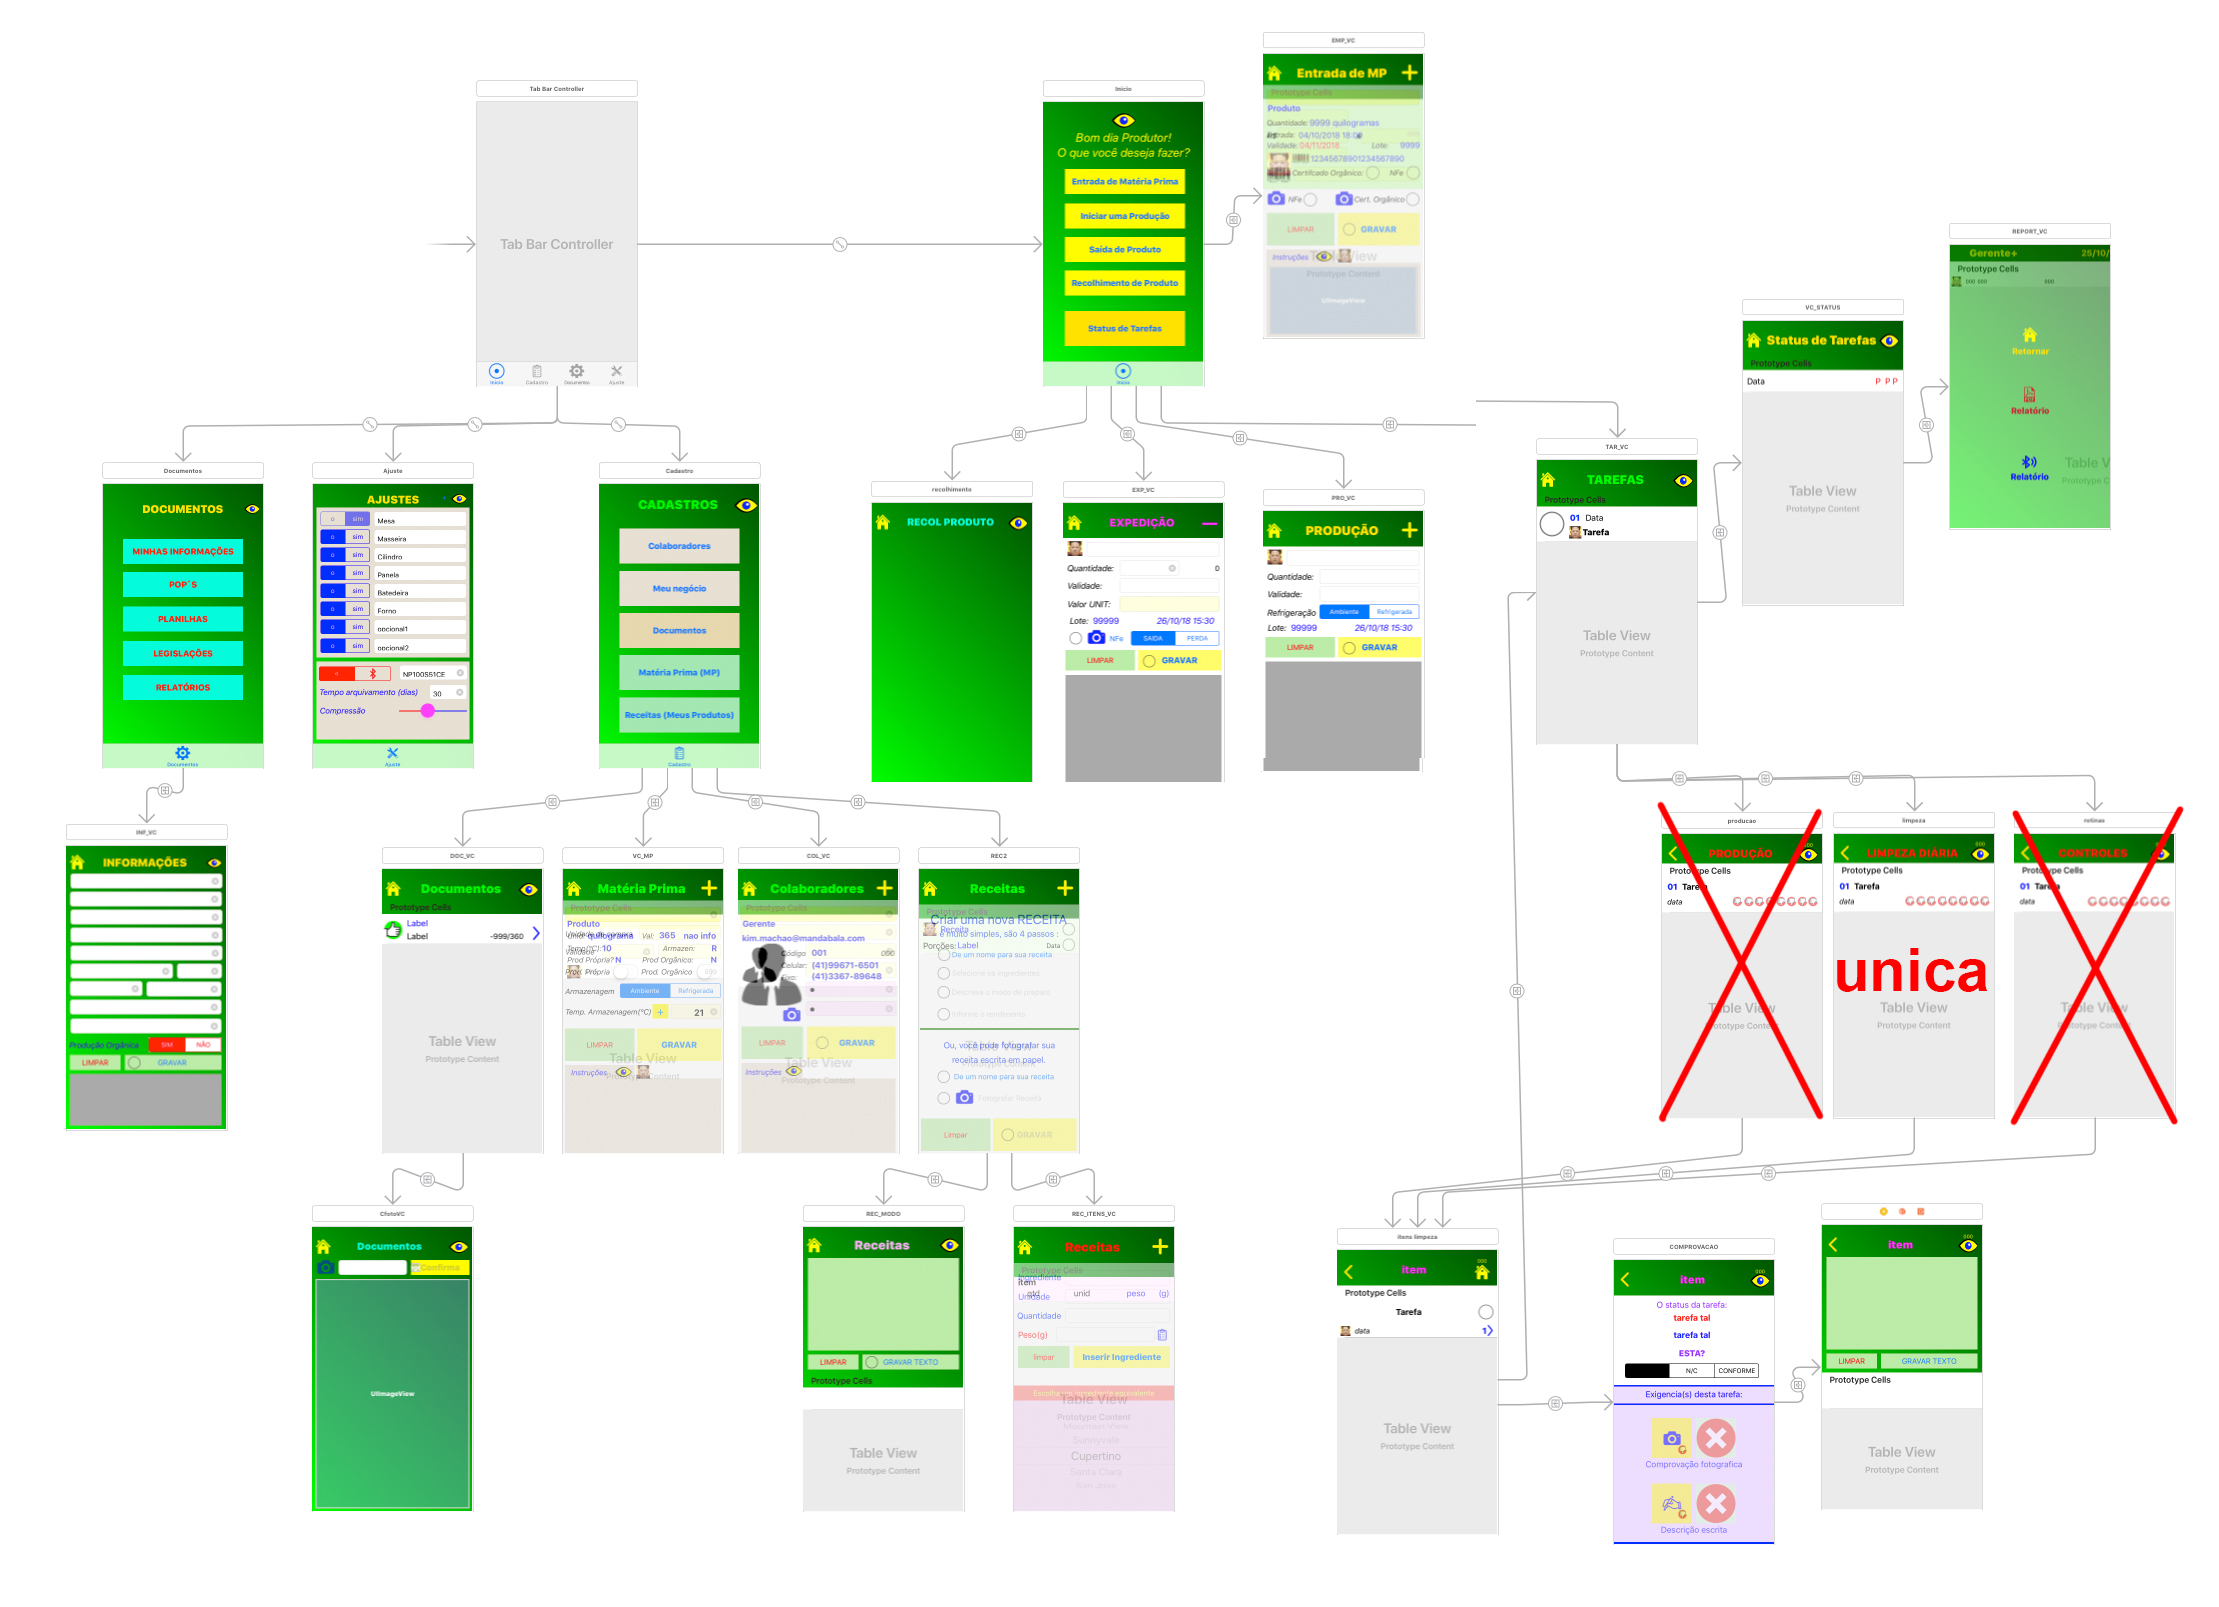 EMP_VC
Entrada de MP
Prototype Cells
Produto
Quantidade: 9999 quilogramas
Entrada: 04/10/2018 18:00
Validade: 04/11/2018 Lote: 9999
12345678901234567890
Certifcado Orgânico: NFe
NFe Cert. Orgânico
LIMPAR GRAVAR
Instruções
Prototype Content
UIImageView
Tab Bar Controller
Tab Bar Controller
Início Cadastro Documentos Ajuste
Início
Bom dia Produtor!
O que você deseja fazer?
Entrada de Matéria Prima
Iniciar uma Produção
Saída de Produto
Recolhimento de Produto
Status de Tarefas
Início
REPORT_VC
Gerente+ 25/10/
Prototype Cells
000 000 000
Retornar
Relatório
Relatório
Table V
Prototype C
VC_STATUS
Status de Tarefas
Prototype Cells
Data P P P
Table View
Prototype Content
Documentos
DOCUMENTOS
MINHAS INFORMAÇÕES
POP´S
PLANILHAS
LEGISLAÇÕES
RELATÓRIOS
Documentos
Ajuste
AJUSTES +
o sim Mesa
o sim Masseira
o sim Cilindro
o sim Panela
o sim Batedeira
o sim Forno
o sim opcional1
o sim opcional2
o NP100S51CE
Tempo arquivamento (dias) 30
Compressão
Ajuste
Cadastro
CADASTROS
Colaboradores
Meu negócio
Documentos
Matéria Prima (MP)
Receitas (Meus Produtos)
Cadastro
recolhimento
RECOL PRODUTO
EXP_VC
EXPEDIÇÃO
Quantidade: 0
Validade:
Valor UNIT:
Lote: 99999 26/10/18 15:30
NFe SAIDA PERDA
LIMPAR GRAVAR
PRO_VC
PRODUÇÃO
Quantidade:
Validade:
Refrigeração Ambiente Refrigerada
Lote: 99999 26/10/18 15:30
LIMPAR GRAVAR
TAR_VC
TAREFAS
Prototype Cells
01 Data
Tarefa
Table View
Prototype Content
INF_VC
INFORMAÇÕES
Produção Orgânica SIM NÃO
LIMPAR GRAVAR
DOC_VC
Documentos
Prototype Cells
Label
Label -999/360
Table View
Prototype Content
VC_MP
Matéria Prima
Prototype Cells
Produto
quilograma Val: 365 nao info
Temp(°C): 10 Armazen: R
Validade
Prod Própria? N Prod Orgânico: N
Prod. Própria Prod. Orgânico
Armazenagem Ambiente Refrigerada
Temp. Armazenagem(°C) + 21
LIMPAR GRAVAR
Table View
Instruções
COL_VC
Colaboradores
Prototype Cells
Gerente
kim.machao@mandabala.com
Código 001 000
Celular: (41)99671-6501
(41)3367-89648
LIMPAR GRAVAR
Table View
Instruções
Prototype Content
REC2
Receitas
Prototype Cells
Criar uma nova RECEITA
Receita
é muito simples, são 4 passos :
Porções: Label Data
De um nome para sua receita
Selecione os ingredientes
Descreva o modo de preparo
Informe o rendimento
Ou, você pode fotografar sua
receita escrita em papel.
Prototype Content
De um nome para sua receita
Fotografar Receita
Limpar GRAVAR
producao
PRODUÇÃO
000
Prototype Cells
01 Tarefa
data
Table View
Prototype Content
limpeza
LIMPEZA DIÁRIA
000
Prototype Cells
01 Tarefa
data
unica
Table View
Prototype Content
rotinas
CONTROLES
000
Prototype Cells
01 Tarefa
data
Table View
Prototype Content
CfotoVC
Documentos
Confirma
UIImageView
REC_MODO
Receitas
LIMPAR GRAVAR TEXTO
Prototype Cells
Table View
Prototype Content
REC_ITENS_VC
Receitas
Prototype Cells
Ingrediente
item
Unidade
qtd unid peso (g)
Quantidade
Peso(g)
limpar Inserir Ingrediente
Escolha um ingrediente equivalente
Table View
Prototype Content
Mountain View
Sunnyvale
Cupertino
Santa Clara
San Jose
itens limpeza
item
000
Prototype Cells
Tarefa
data 1
Table View
Prototype Content
COMPROVACAO
item
000
O status da tarefa:
tarefa tal
tarefa tal
ESTA?
N/C CONFORME
Exigencia(s) desta tarefa:
Comprovação fotografica
Descrição escrita
item
000
LIMPAR GRAVAR TEXTO
Prototype Cells
Table View
Prototype Content